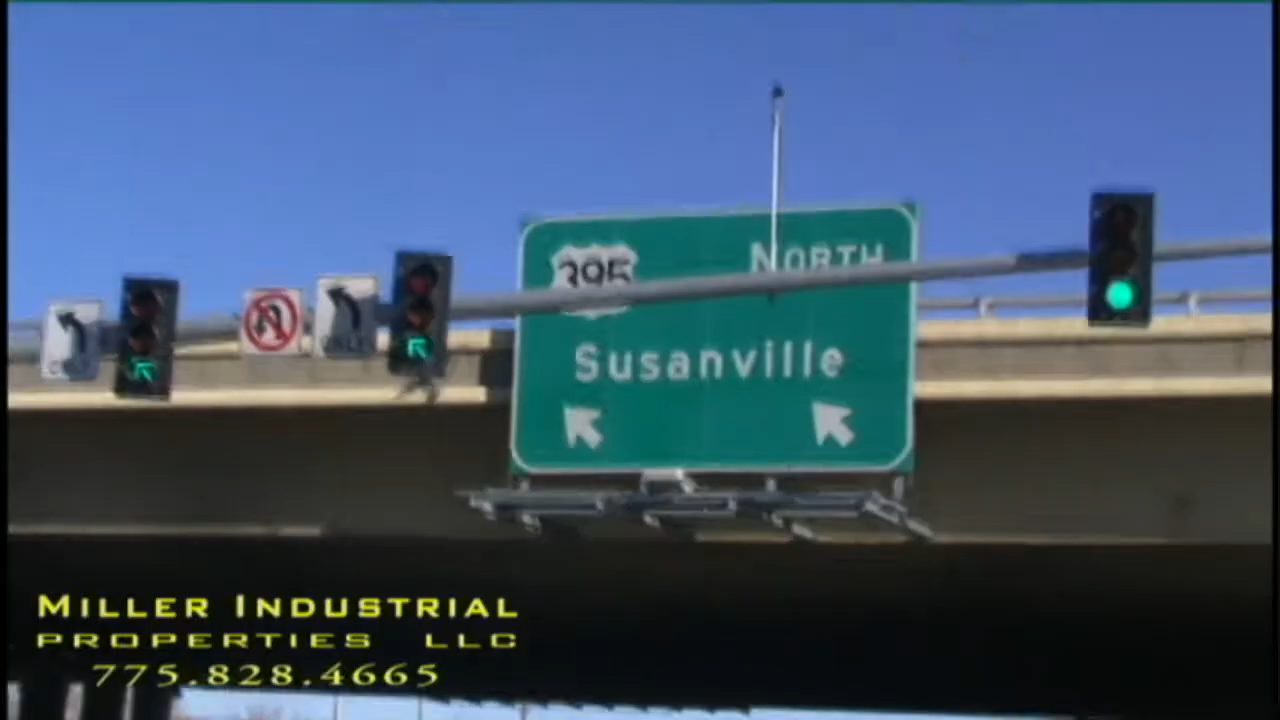 395 NORTH
Susanville
MILLER INDUSTRIAL
PROPERTIES LLC
775.828.4665